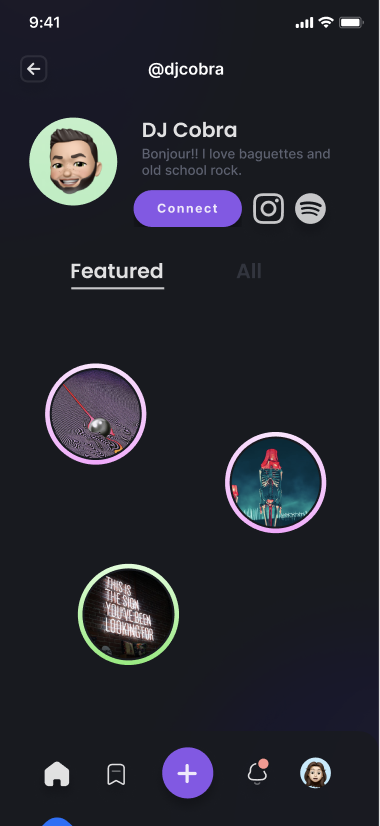 9:41
@djcobra
DJ Cobra
Bonjour!! I love baguettes and
old school rock.
Connect
Featured
All
THIS IS
THE SIGN
YOU'VE BEEN
LOOKING FOR